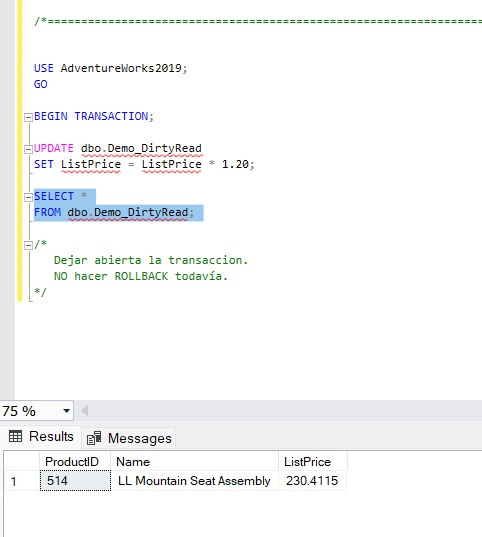 /*==================================================================
USE AdventureWorks2019;
GO
BEGIN TRANSACTION;
UPDATE dbo.Demo_DirtyRead
SET ListPrice = ListPrice * 1.20;
SELECT *
FROM dbo.Demo_DirtyRead;
/*
Dejar abierta la transaccion.
NO hacer ROLLBACK todavía.
*/
75 %
Results Messages
ProductID Name ListPrice
1 514 LL Mountain Seat Assembly 230.4115